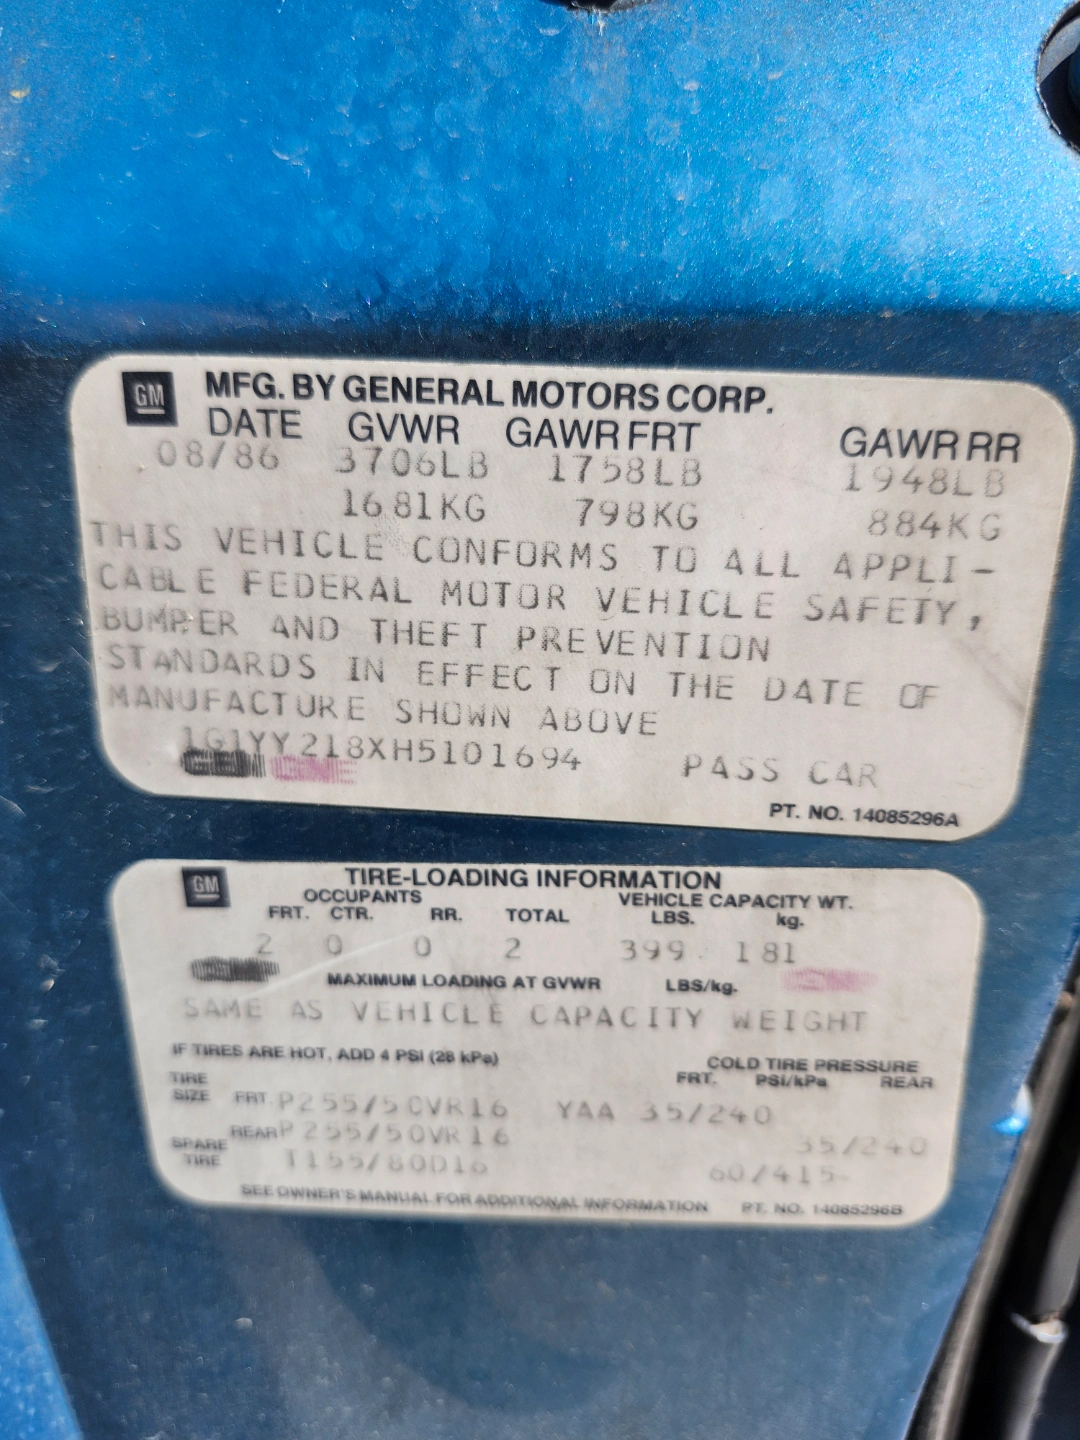 GM MFG. BY GENERAL MOTORS CORP.
DATE GVWR GAWR FRT GAWR RR
08/86 3706LB 1758LB 1948LB
1681KG 798KG 884KG
THIS VEHICLE CONFORMS TO ALL APPLI-
CABLE FEDERAL MOTOR VEHICLE SAFETY,
BUMPER AND THEFT PREVENTION
STANDARDS IN EFFECT ON THE DATE OF
MANUFACTURE SHOWN ABOVE
1G1YY218XH5101694 PASS CAR
PT. NO. 14085296A
GM TIRE-LOADING INFORMATION
OCCUPANTS VEHICLE CAPACITY WT.
FRT. CTR. RR. TOTAL LBS. kg.
2 0 0 2 399 181
MAXIMUM LOADING AT GVWR LBS/kg.
SAME AS VEHICLE CAPACITY WEIGHT
IF TIRES ARE HOT, ADD 4 PSI (28 kPa) COLD TIRE PRESSURE
TIRE FRT. PSI/kPa REAR
SIZE FRT. P255/50VR16 YAA 35/240
REAR P255/50VR16 35/240
SPARE TIRE T155/80D16 60/415
SEE OWNER'S MANUAL FOR ADDITIONAL INFORMATION PT. NO. 14085296B